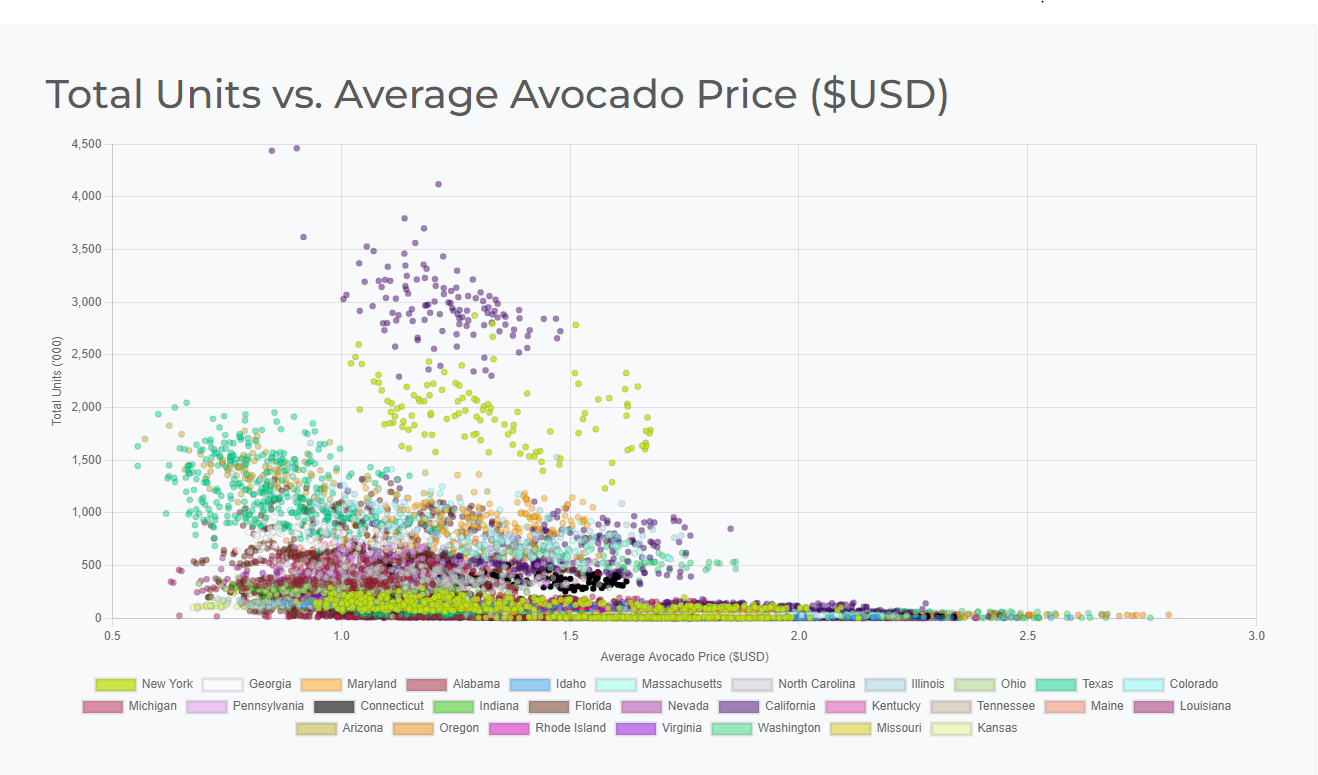 Total Units vs. Average Avocado Price ($USD)
4,500
4,000
3,500
3,000
2,500
2,000
1,500
1,000
500
0
Total Units ('000)
0.5 1.0 1.5 2.0 2.5 3.0
Average Avocado Price ($USD)
New York Georgia Maryland Alabama Idaho Massachusetts North Carolina Illinois Ohio Texas Colorado
Michigan Pennsylvania Connecticut Indiana Florida Nevada California Kentucky Tennessee Maine Louisiana
Arizona Oregon Rhode Island Virginia Washington Missouri Kansas